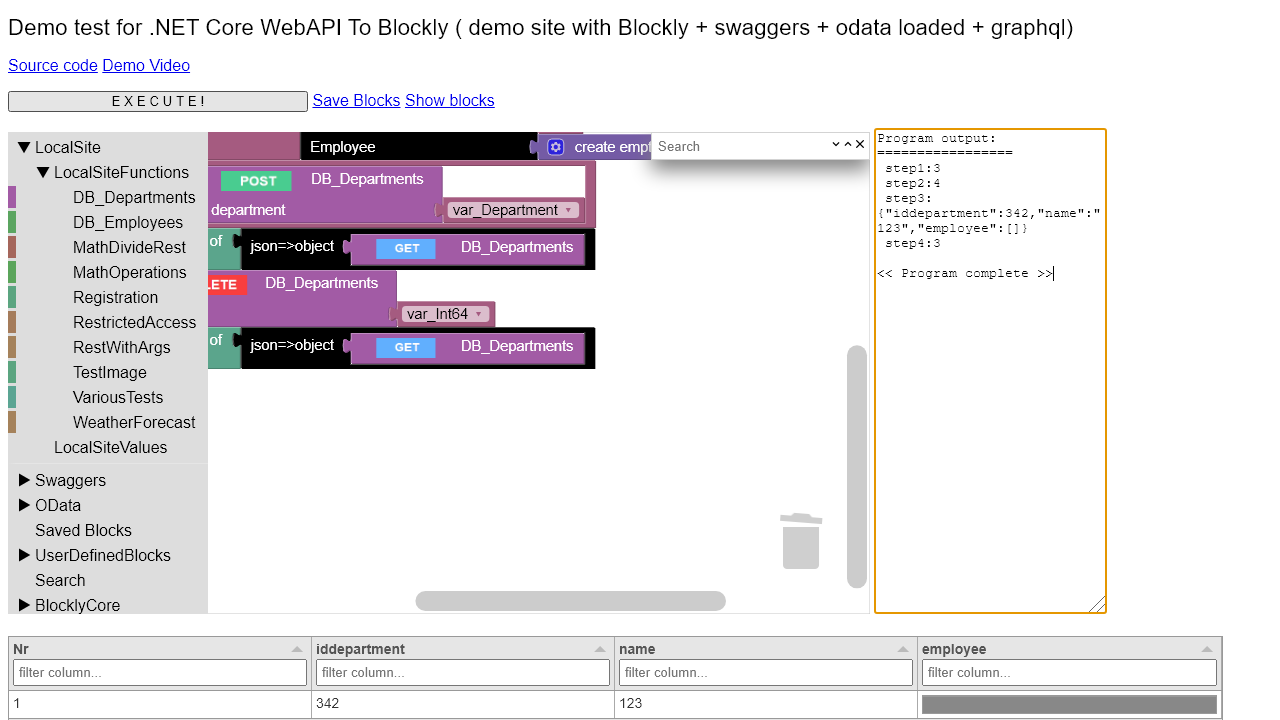 Demo test for .NET Core WebAPI To Blockly ( demo site with Blockly + swaggers + odata loaded + graphql)
Source code Demo Video
E X E C U T E ! Save Blocks Show blocks
LocalSite
LocalSiteFunctions
DB_Departments
DB_Employees
MathDivideRest
MathOperations
Registration
RestrictedAccess
RestWithArgs
TestImage
VariousTests
WeatherForecast
LocalSiteValues
Swaggers
OData
Saved Blocks
UserDefinedBlocks
Search
BlocklyCore
Employee create empt
Search
POST DB_Departments
department var_Department
of json=>object GET DB_Departments
LETE DB_Departments
var_Int64
of json=>object GET DB_Departments
Program output:
=================
step1:3
step2:4
step3:
{"iddepartment":342,"name":"
123","employee":[]}
step4:3
<< Program complete >>
Nr iddepartment name employee
filter column... filter column... filter column... filter column...
1 342 123